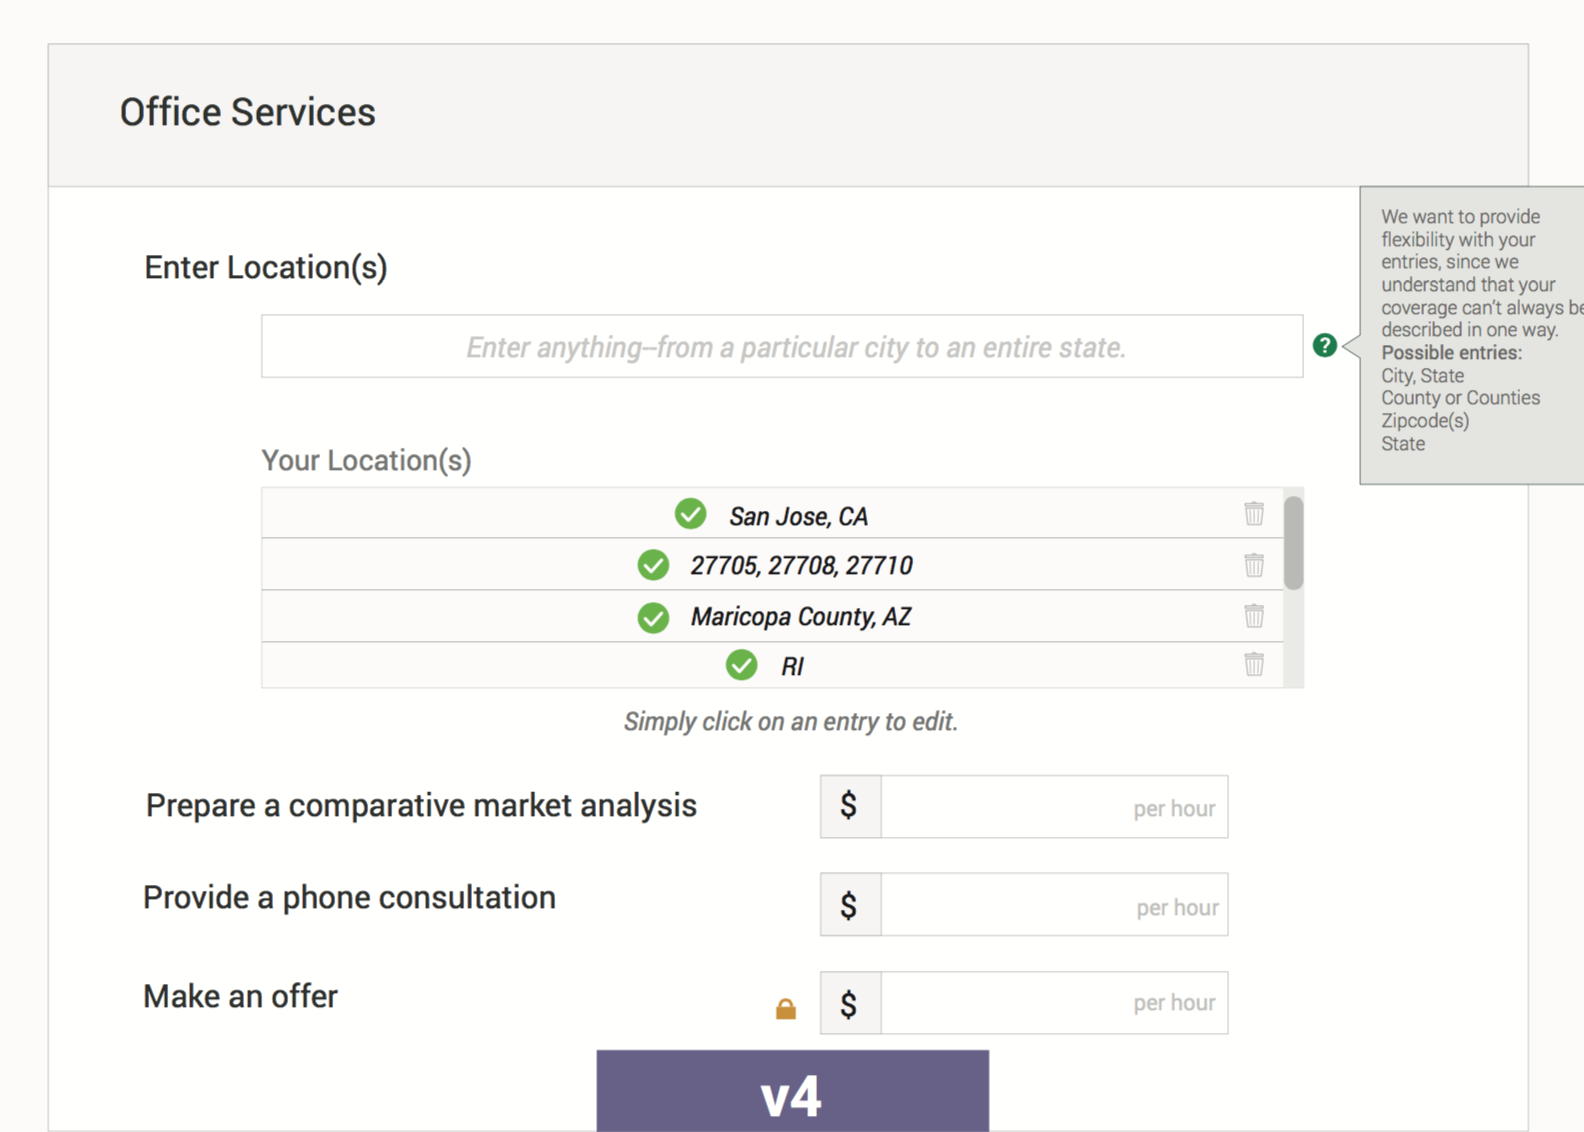 Office Services
We want to provide
flexibility with your
entries, since we
understand that your
coverage can't always be
described in one way.
Possible entries:
City, State
County or Counties
Zipcode(s)
State
Enter Location(s)
Enter anything–from a particular city to an entire state.
?
Your Location(s)
San Jose, CA
27705, 27708, 27710
Maricopa County, AZ
RI
Simply click on an entry to edit.
Prepare a comparative market analysis $ per hour
Provide a phone consultation $ per hour
Make an offer $ per hour
v4